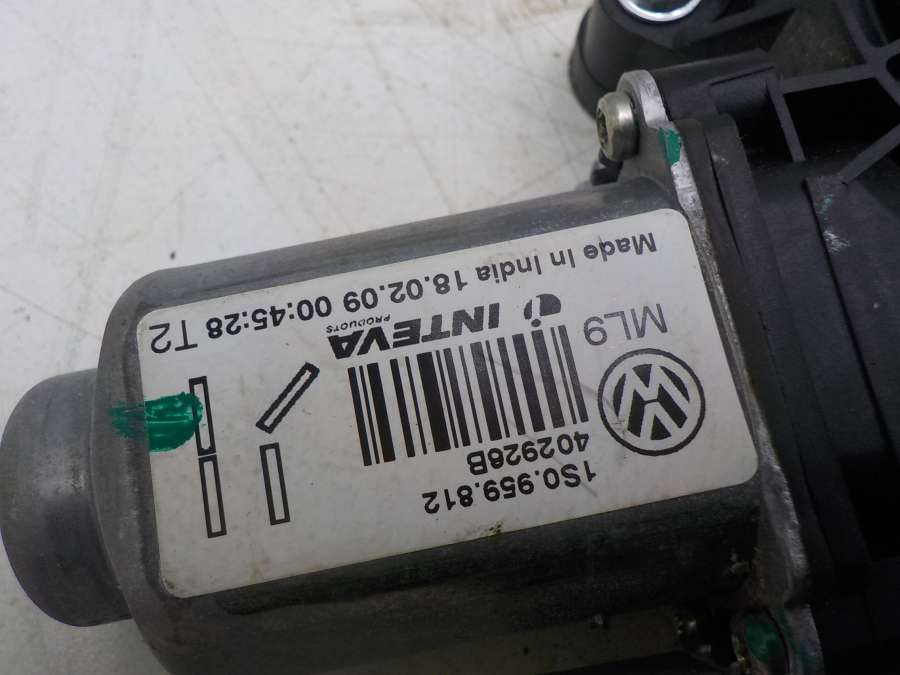 1S0.959.812
402926B
ML9
INTEVA
PRODUCTS
Made In India 18.02.09 00:45:28 T2